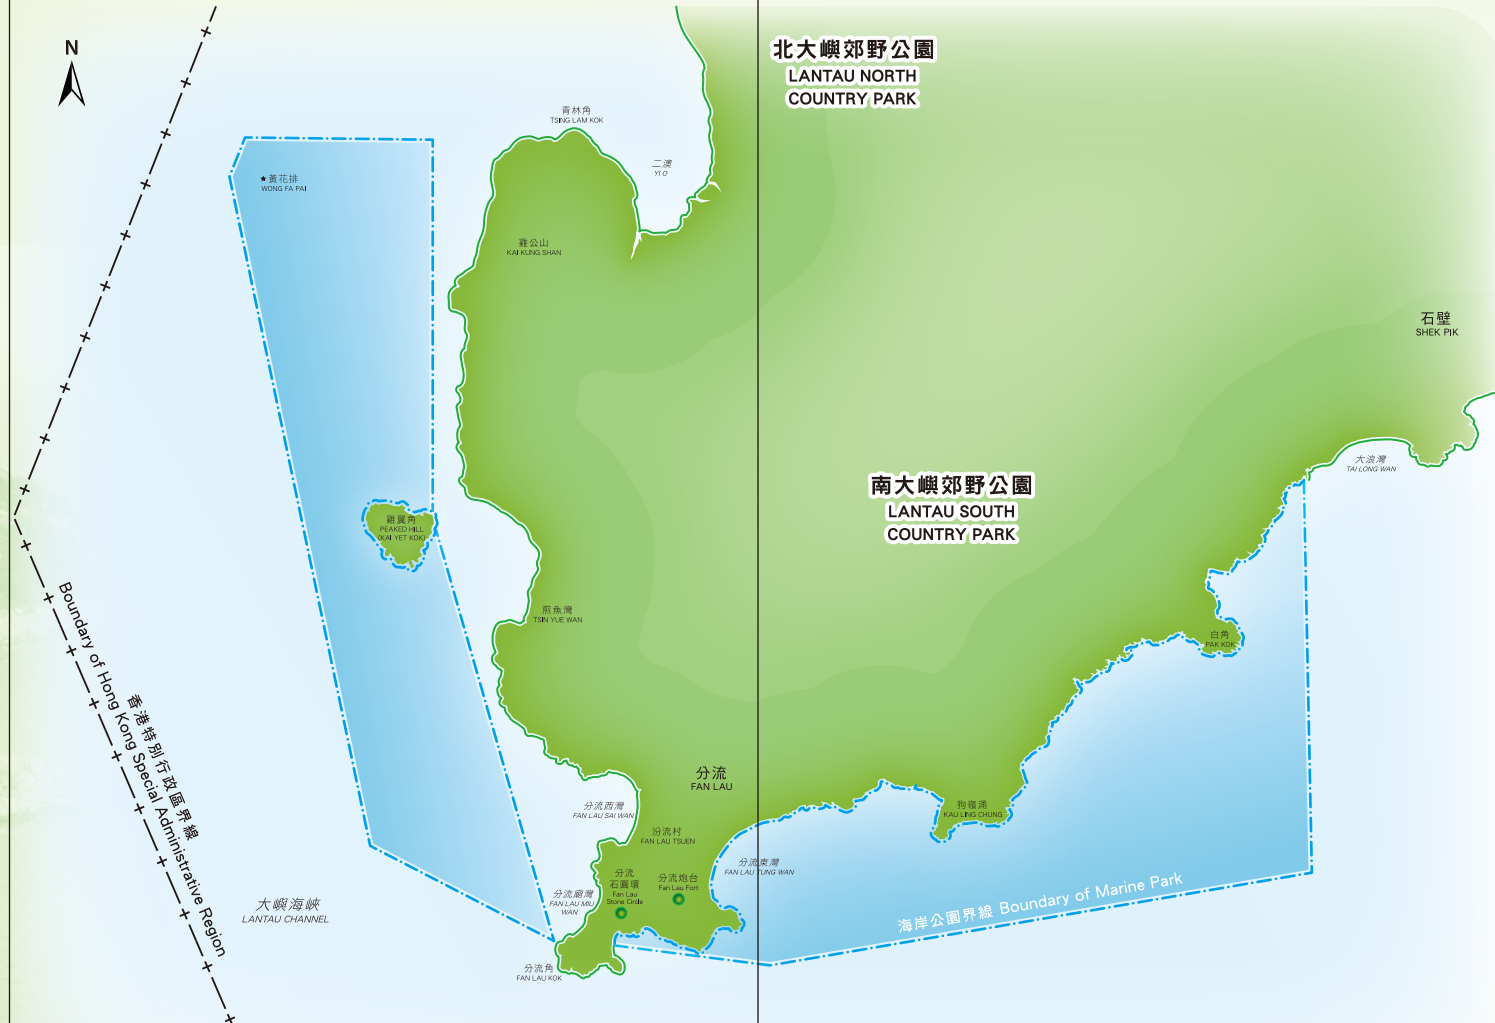 N
北大嶼郊野公園
LANTAU NORTH
COUNTRY PARK
青林角
TSING LAM KOK
二澳
YI O
黃花排
WONG FA PAI
雞公山
KAI KUNG SHAN
石壁
SHEK PIK
大浪灣
TAI LONG WAN
南大嶼郊野公園
LANTAU SOUTH
COUNTRY PARK
雞翼角
PEAKED HILL
(KAI YET KOK)
煎魚灣
TSIN YUE WAN
白角
PAK KOK
香港特別行政區界線
Boundary of Hong Kong Special Administrative Region
分流
FAN LAU
分流西灣
FAN LAU SAI WAN
狗嶺涌
KAU LING CHUNG
汾流村
FAN LAU TSUEN
分流東灣
FAN LAU TUNG WAN
分流
石圓環
Fan Lau
Stone Circle
分流炮台
Fan Lau Fort
分流廟灣
FAN LAU MIU
WAN
大嶼海峽
LANTAU CHANNEL
海岸公園界線 Boundary of Marine Park
分流角
FAN LAU KOK